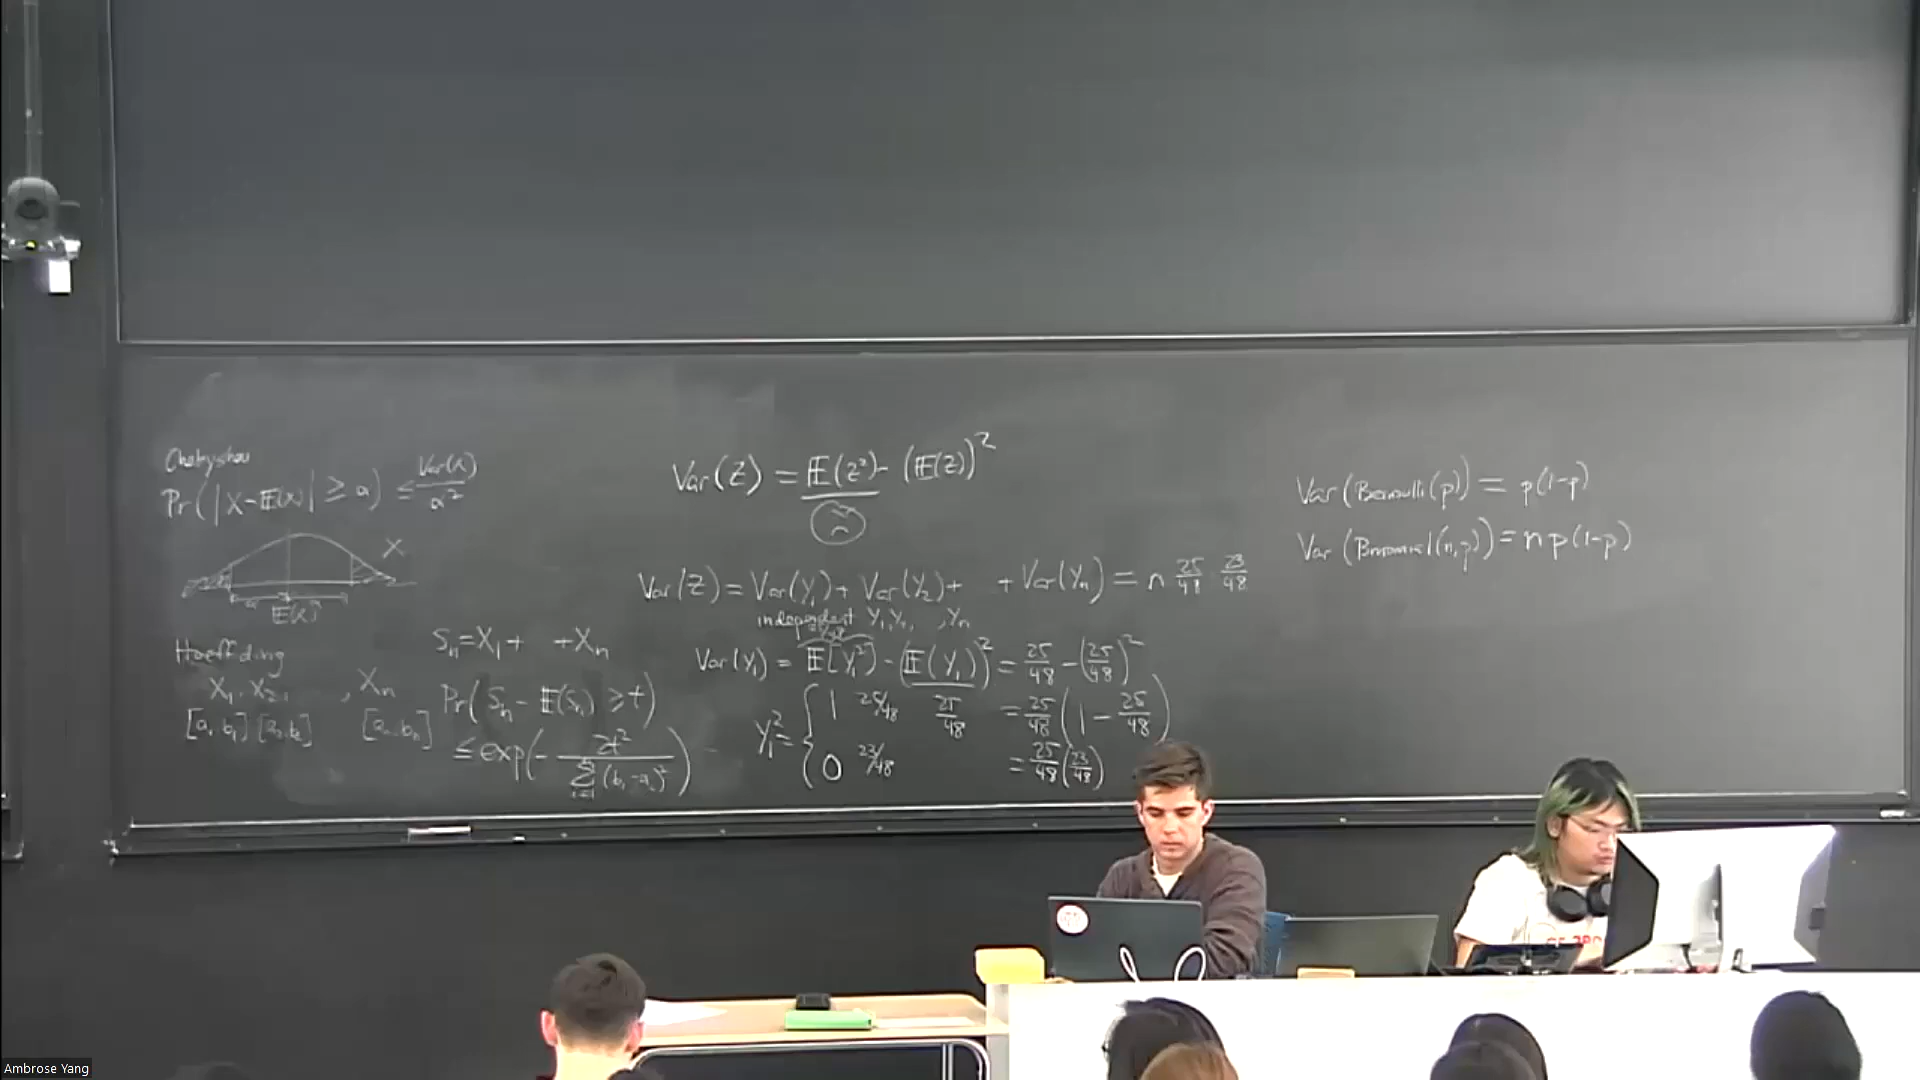 Chebyshev
Pr(|X-𝔼(X)| ≥ a) ≤ Var(X)/a²
X
a
𝔼(X)
Hoeffding
X₁, X₂, , Xₙ
[a₁, b₁] [a₂, b₂] [aₙ, bₙ]
Sₙ = X₁ + + Xₙ
Pr(Sₙ - 𝔼(Sₙ) ≥ t)
≤ exp(- 2t² / Σᵢ₌₁ⁿ (bᵢ - aᵢ)²)
Var(Z) = 𝔼(Z²) - (𝔼(Z))²
Var(Z) = Var(Y₁) + Var(Y₂) + + Var(Yₙ) = n 25/48 23/48
independent Y₁, Y₂, , Yₙ
Var(Y₁) = 𝔼[Y₁²] - (𝔼(Y₁))² = 25/48 - (25/48)²
Y₁² = { 1 25/48
0 23/48
25/48
= 25/48 (1 - 25/48)
= 25/48 (23/48)
Var(Bernoulli(p)) = p(1-p)
Var(Binomial(n,p)) = np(1-p)
Ambrose Yang